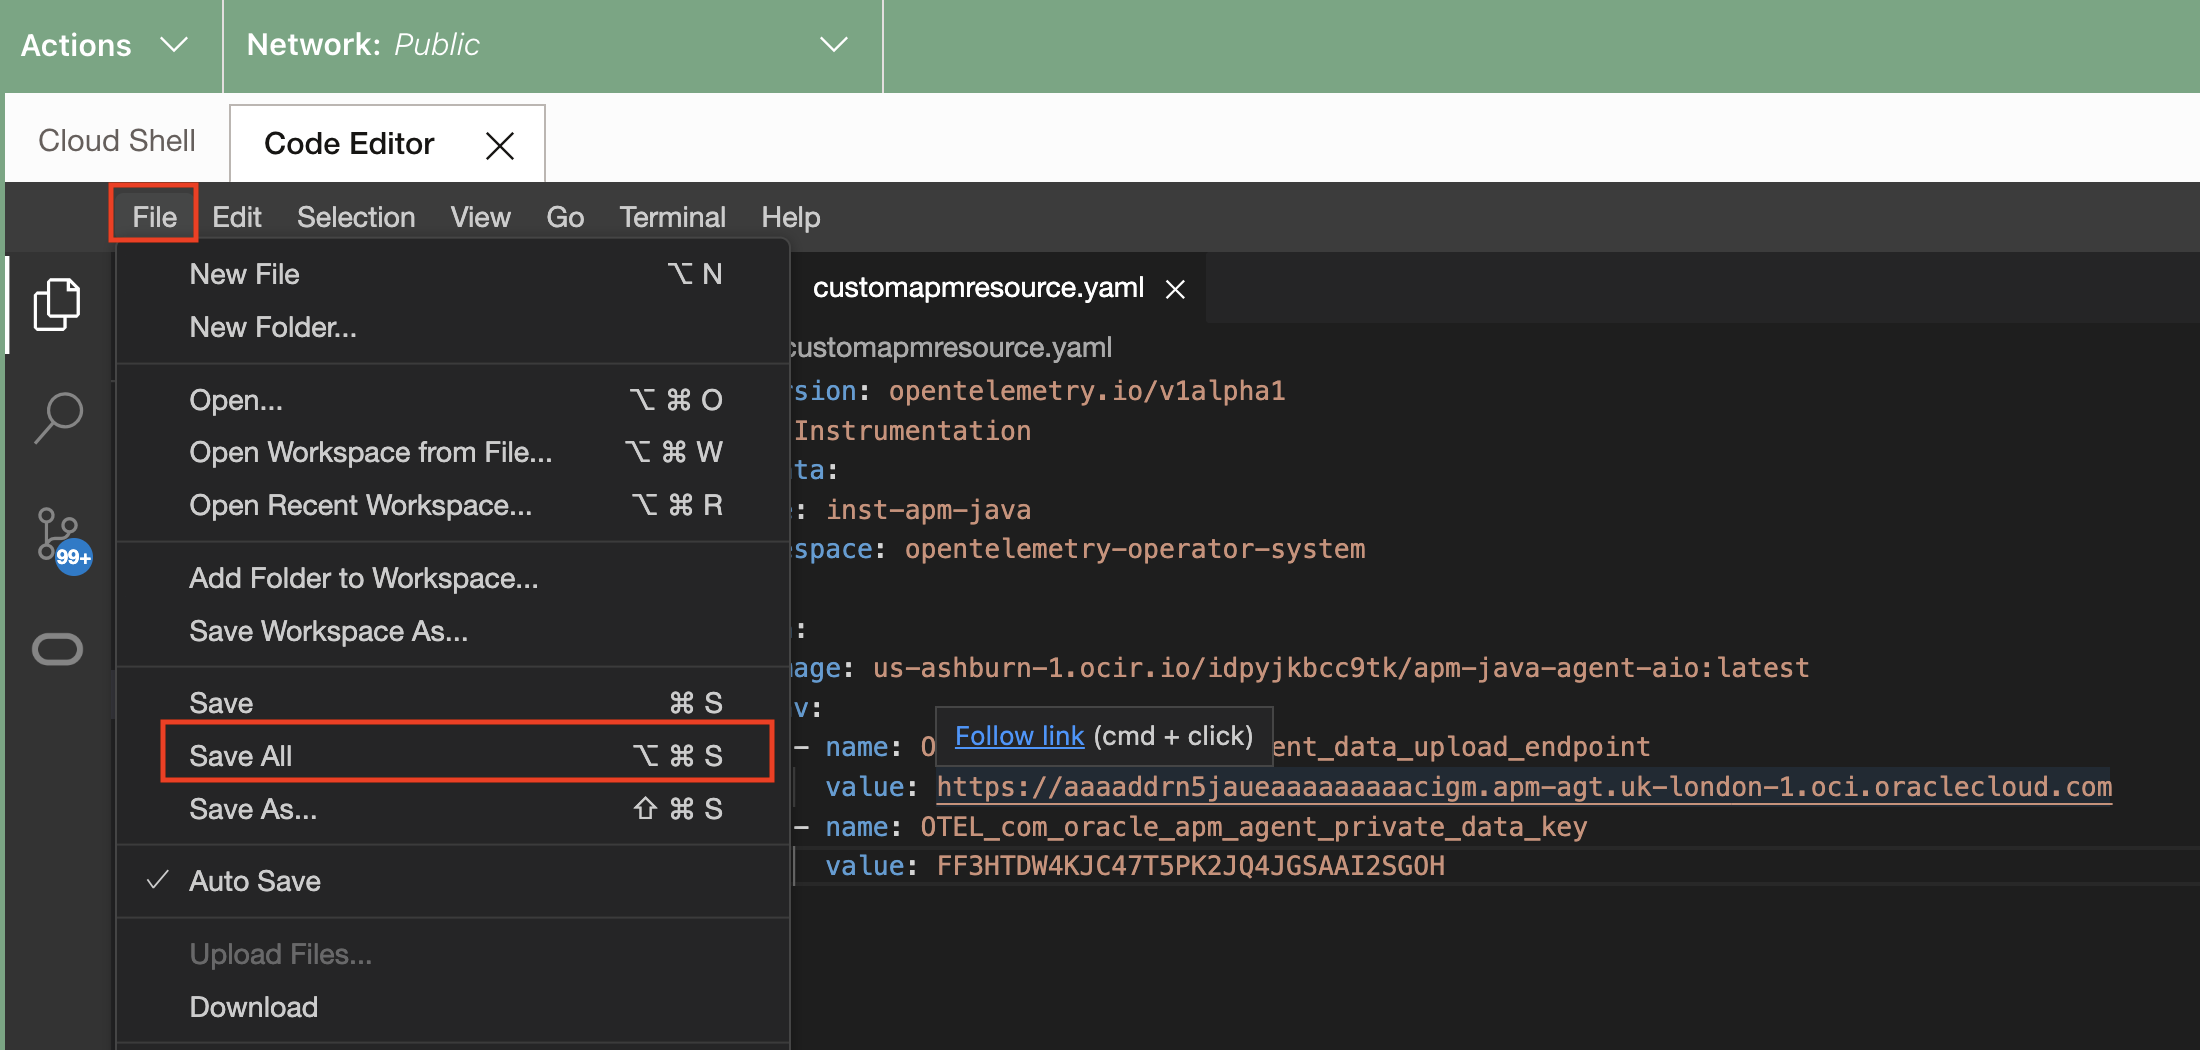 Actions
Network: Public
Cloud Shell
Code Editor
File Edit Selection View Go Terminal Help
New File ⌥ N
New Folder...
Open... ⌥ ⌘ O
Open Workspace from File... ⌥ ⌘ W
Open Recent Workspace... ⌥ ⌘ R
Add Folder to Workspace...
Save Workspace As...
Save ⌘ S
Save All ⌥ ⌘ S
Save As... ⇧ ⌘ S
✓ Auto Save
Upload Files...
Download
99+
customapmresource.yaml
customapmresource.yaml
sion: opentelemetry.io/v1alpha1
Instrumentation
ta:
: inst-apm-java
space: opentelemetry-operator-system
:
age: us-ashburn-1.ocir.io/idpyjkbcc9tk/apm-java-agent-aio:latest
v:
Follow link (cmd + click)
- name: O ent_data_upload_endpoint
value: https://aaaaddrn5jaueaaaaaaaaacigm.apm-agt.uk-london-1.oci.oraclecloud.com
- name: OTEL_com_oracle_apm_agent_private_data_key
value: FF3HTDW4KJC47T5PK2JQ4JGSAAI2SGOH